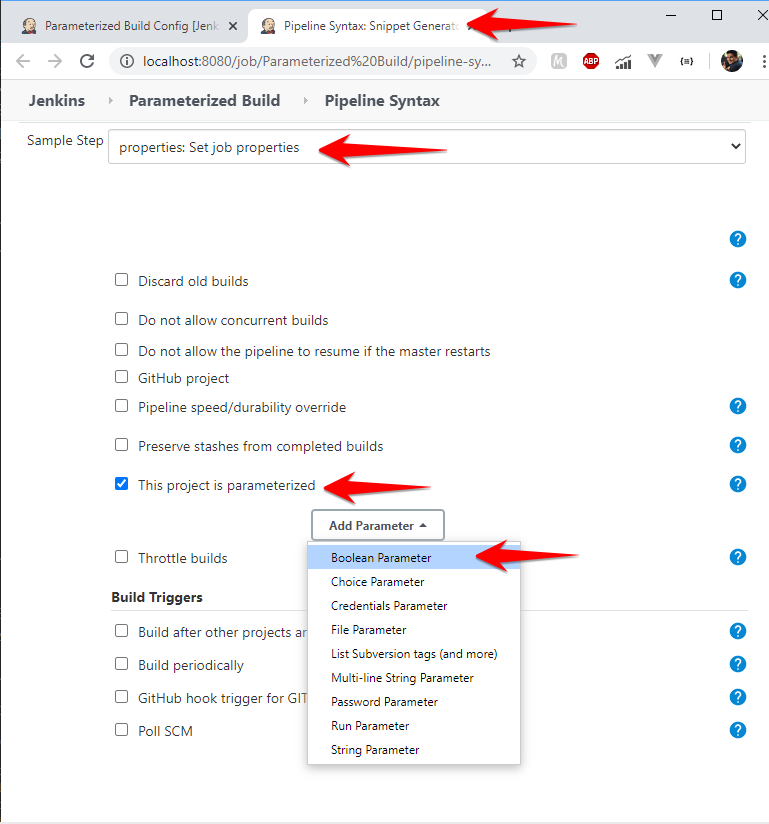 Parameterized Build Config [Jenk
Pipeline Syntax: Snippet Generato
localhost:8080/job/Parameterized%20Build/pipeline-sy...
M
ABP
V
{≡}
Jenkins
Parameterized Build
Pipeline Syntax
Sample Step
properties: Set job properties
?
Discard old builds
?
Do not allow concurrent builds
Do not allow the pipeline to resume if the master restarts
GitHub project
Pipeline speed/durability override
?
Preserve stashes from completed builds
?
This project is parameterized
?
Add Parameter
Throttle builds
?
Boolean Parameter
Choice Parameter
Credentials Parameter
File Parameter
List Subversion tags (and more)
Multi-line String Parameter
Password Parameter
Run Parameter
String Parameter
Build Triggers
Build after other projects ar
?
Build periodically
?
GitHub hook trigger for GIT
?
Poll SCM
?